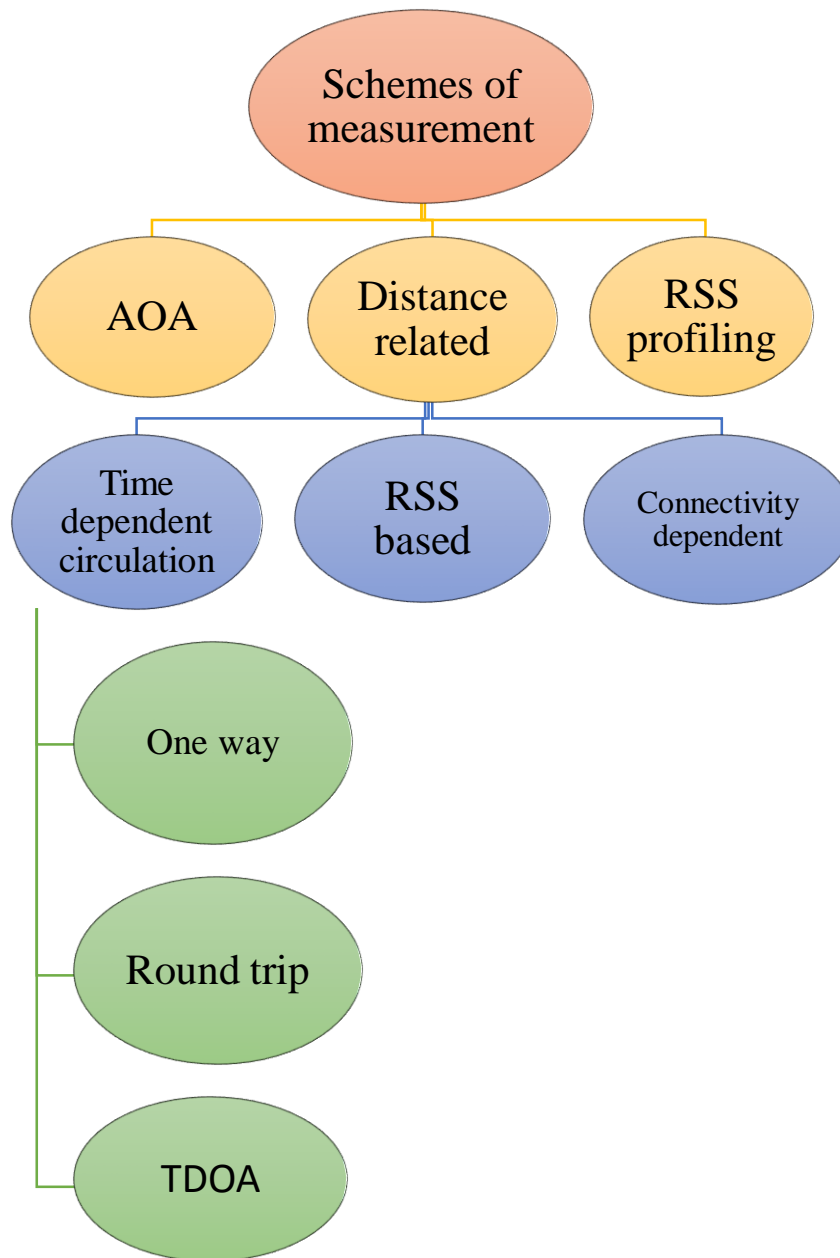 Schemes of
measurement
AOA
Distance
related
RSS
profiling
Time
dependent
circulation
RSS
based
Connectivity
dependent
One way
Round trip
TDOA